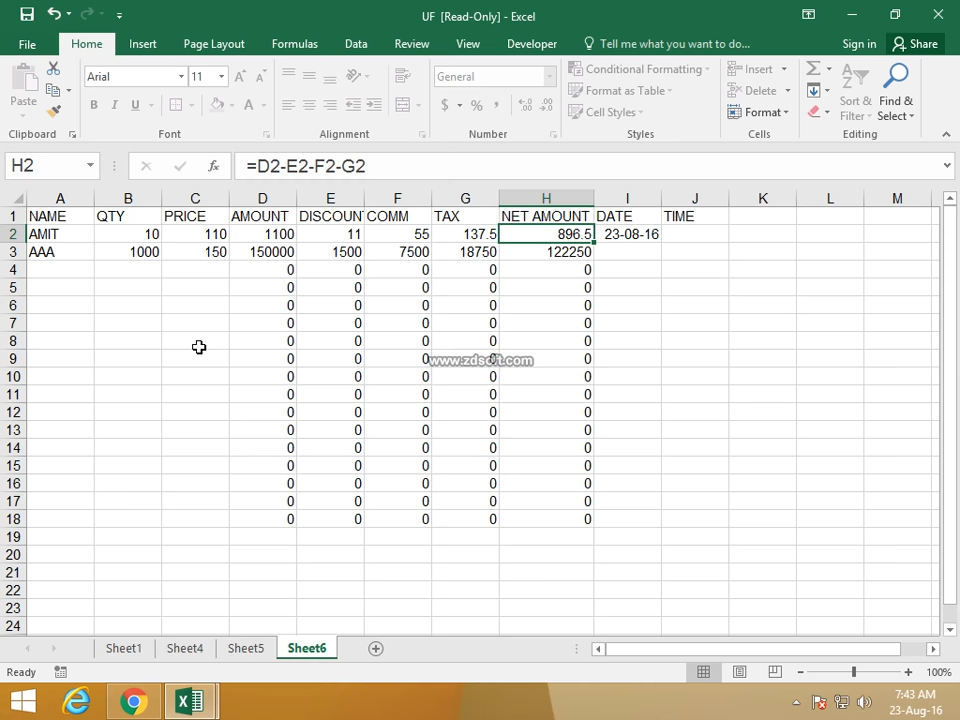 UF [Read-Only] - Excel
File Home Insert Page Layout Formulas Data Review View Developer Tell me what you want to do... Sign in Share
Paste Arial 11 General Conditional Formatting Insert Sort & Find &
B I U A $ % Format as Table Delete Filter Select
Cell Styles Format
Clipboard Font Alignment Number Styles Cells Editing
H2 fx =D2-E2-F2-G2
A B C D E F G H I J K L M
1 NAME QTY PRICE AMOUNT DISCOUN COMM TAX NET AMOUNT DATE TIME
2 AMIT 10 110 1100 11 55 137.5 896.5 23-08-16
3 AAA 1000 150 150000 1500 7500 18750 122250
4 0 0 0 0 0
5 0 0 0 0 0
6 0 0 0 0 0
7 0 0 0 0 0
8 0 0 0 0 0
9 0 0 0 0 0
www.zdsoft.com
10 0 0 0 0 0
11 0 0 0 0 0
12 0 0 0 0 0
13 0 0 0 0 0
14 0 0 0 0 0
15 0 0 0 0 0
16 0 0 0 0 0
17 0 0 0 0 0
18 0 0 0 0 0
19
20
21
22
23
24
Sheet1 Sheet4 Sheet5 Sheet6
Ready 100%
7:43 AM
23-Aug-16